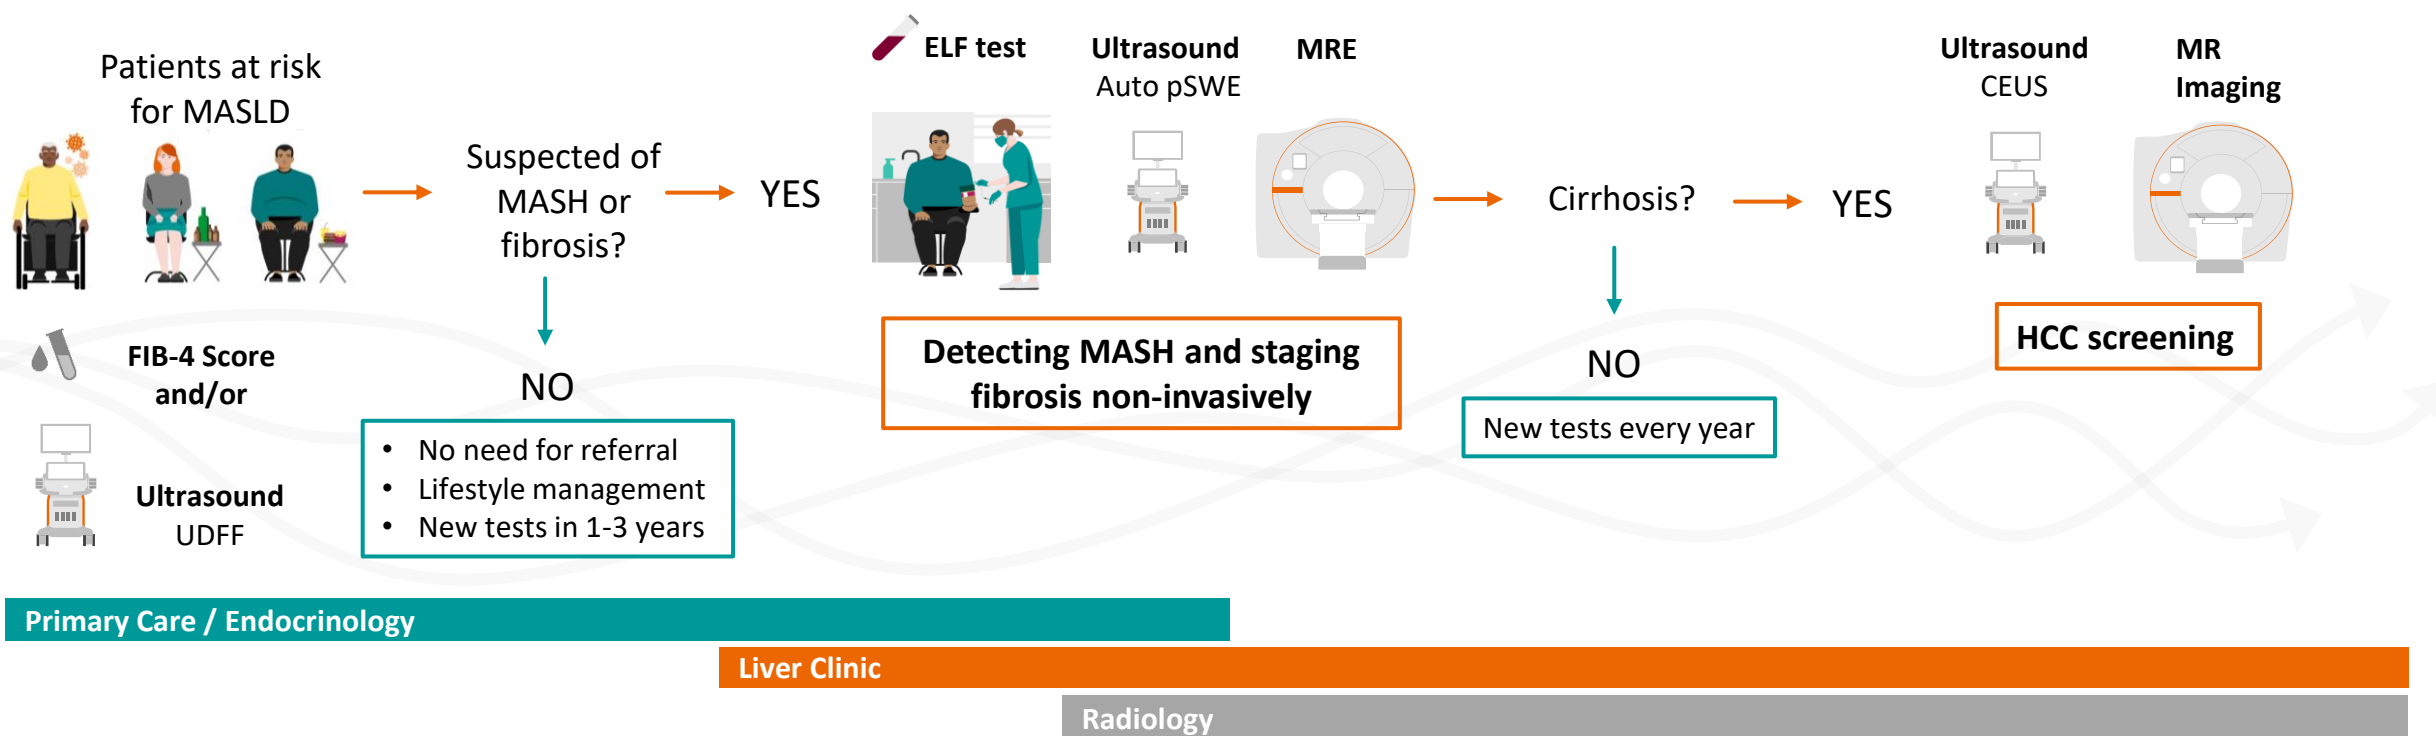 Patients at risk
for MASLD
FIB-4 Score
and/or
Ultrasound
UDFF
Suspected of
MASH or
fibrosis?
YES
NO
• No need for referral
• Lifestyle management
• New tests in 1-3 years
ELF test
Ultrasound
Auto pSWE
MRE
Detecting MASH and staging
fibrosis non-invasively
Cirrhosis?
YES
NO
New tests every year
Ultrasound
CEUS
MR
Imaging
HCC screening
Primary Care / Endocrinology
Liver Clinic
Radiology